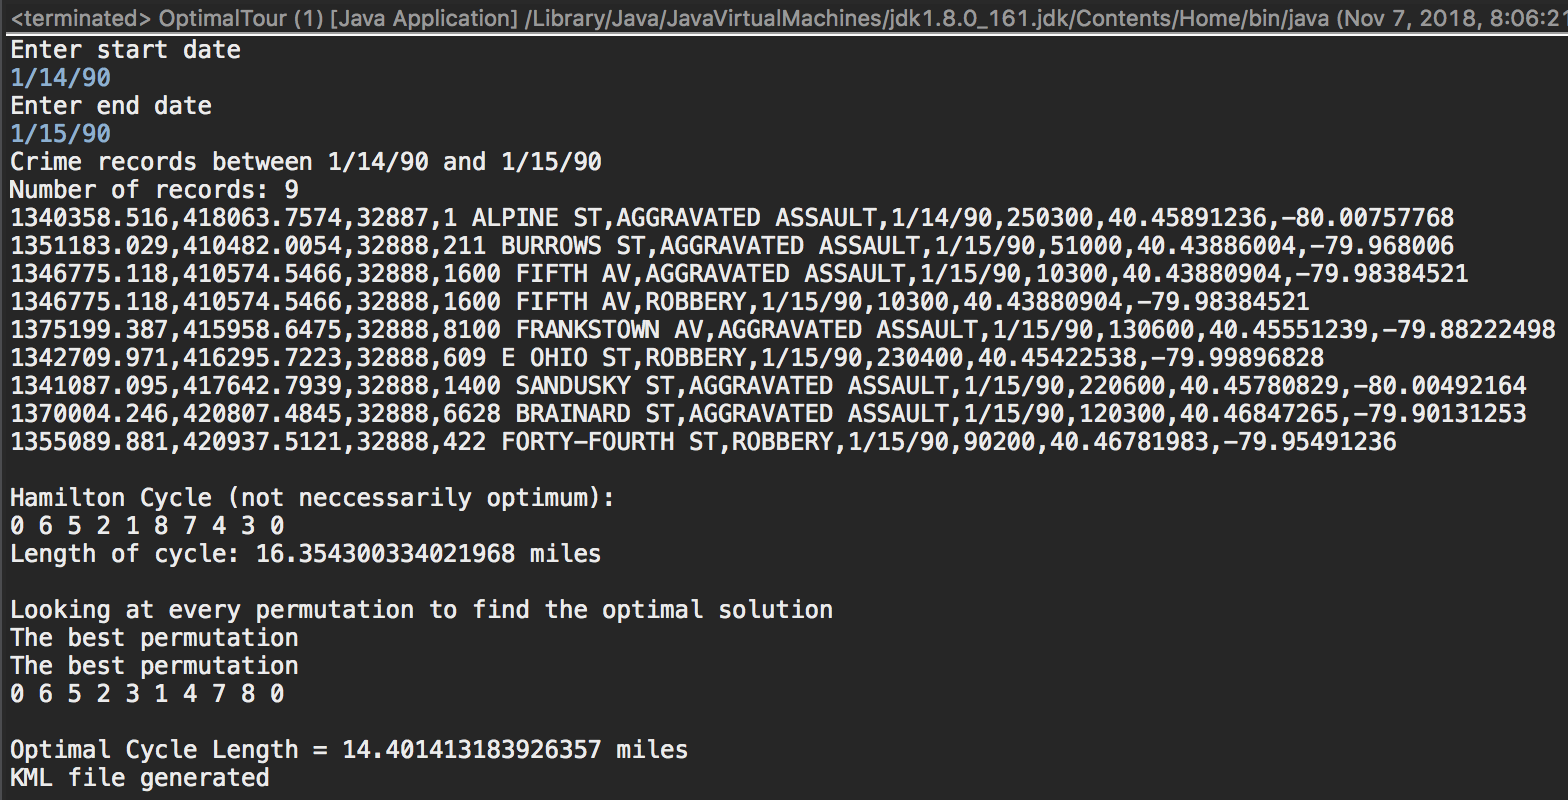 <terminated> OptimalTour (1) [Java Application] /Library/Java/JavaVirtualMachines/jdk1.8.0_161.jdk/Contents/Home/bin/java (Nov 7, 2018, 8:06:21
Enter start date
1/14/90
Enter end date
1/15/90
Crime records between 1/14/90 and 1/15/90
Number of records: 9
1340358.516,418063.7574,32887,1 ALPINE ST,AGGRAVATED ASSAULT,1/14/90,250300,40.45891236,-80.00757768
1351183.029,410482.0054,32888,211 BURROWS ST,AGGRAVATED ASSAULT,1/15/90,51000,40.43886004,-79.968006
1346775.118,410574.5466,32888,1600 FIFTH AV,AGGRAVATED ASSAULT,1/15/90,10300,40.43880904,-79.98384521
1346775.118,410574.5466,32888,1600 FIFTH AV,ROBBERY,1/15/90,10300,40.43880904,-79.98384521
1375199.387,415958.6475,32888,8100 FRANKSTOWN AV,AGGRAVATED ASSAULT,1/15/90,130600,40.45551239,-79.88222498
1342709.971,416295.7223,32888,609 E OHIO ST,ROBBERY,1/15/90,230400,40.45422538,-79.99896828
1341087.095,417642.7939,32888,1400 SANDUSKY ST,AGGRAVATED ASSAULT,1/15/90,220600,40.45780829,-80.00492164
1370004.246,420807.4845,32888,6628 BRAINARD ST,AGGRAVATED ASSAULT,1/15/90,120300,40.46847265,-79.90131253
1355089.881,420937.5121,32888,422 FORTY-FOURTH ST,ROBBERY,1/15/90,90200,40.46781983,-79.95491236
Hamilton Cycle (not neccessarily optimum):
0 6 5 2 1 8 7 4 3 0
Length of cycle: 16.354300334021968 miles
Looking at every permutation to find the optimal solution
The best permutation
The best permutation
0 6 5 2 3 1 4 7 8 0
Optimal Cycle Length = 14.401413183926357 miles
KML file generated